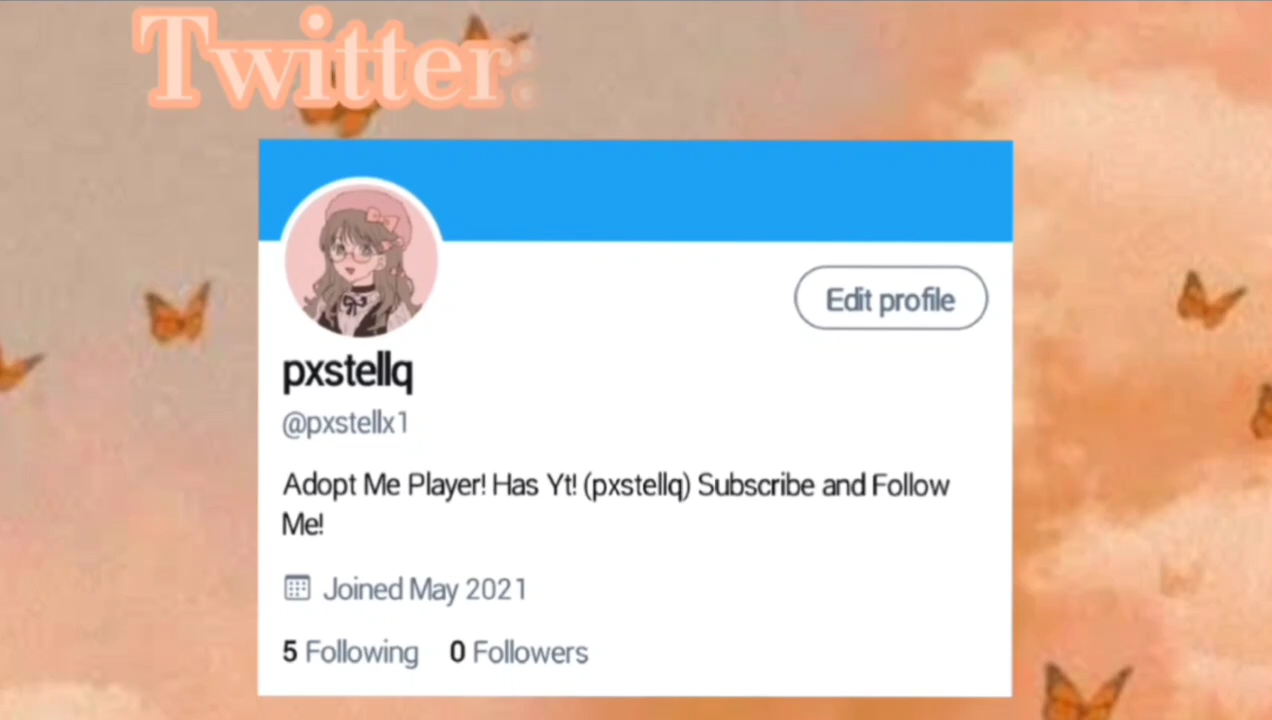 Twitter:
Edit profile
pxstellq
@pxstellx1
Adopt Me Player! Has Yt! (pxstellq) Subscribe and Follow
Me!
Joined May 2021
5 Following 0 Followers